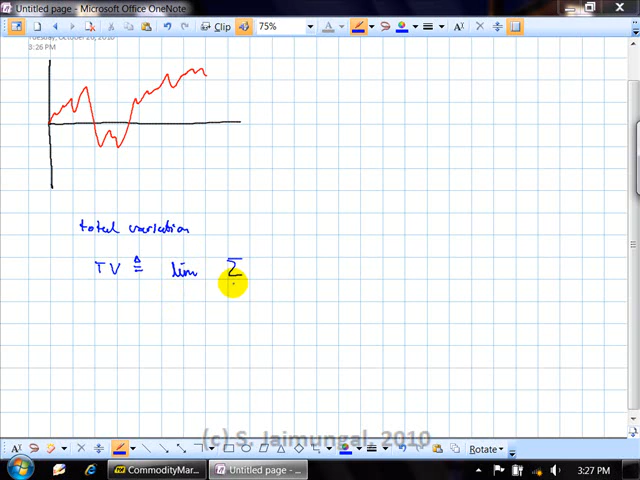 Untitled page - Microsoft Office OneNote
75%
Tuesday, October 26, 2010
3:26 PM
total variation
TV ≜ lim Σ
(c) S. Jaimungal, 2010
Rotate
CommodityMar...
Untitled page - ...
3:27 PM